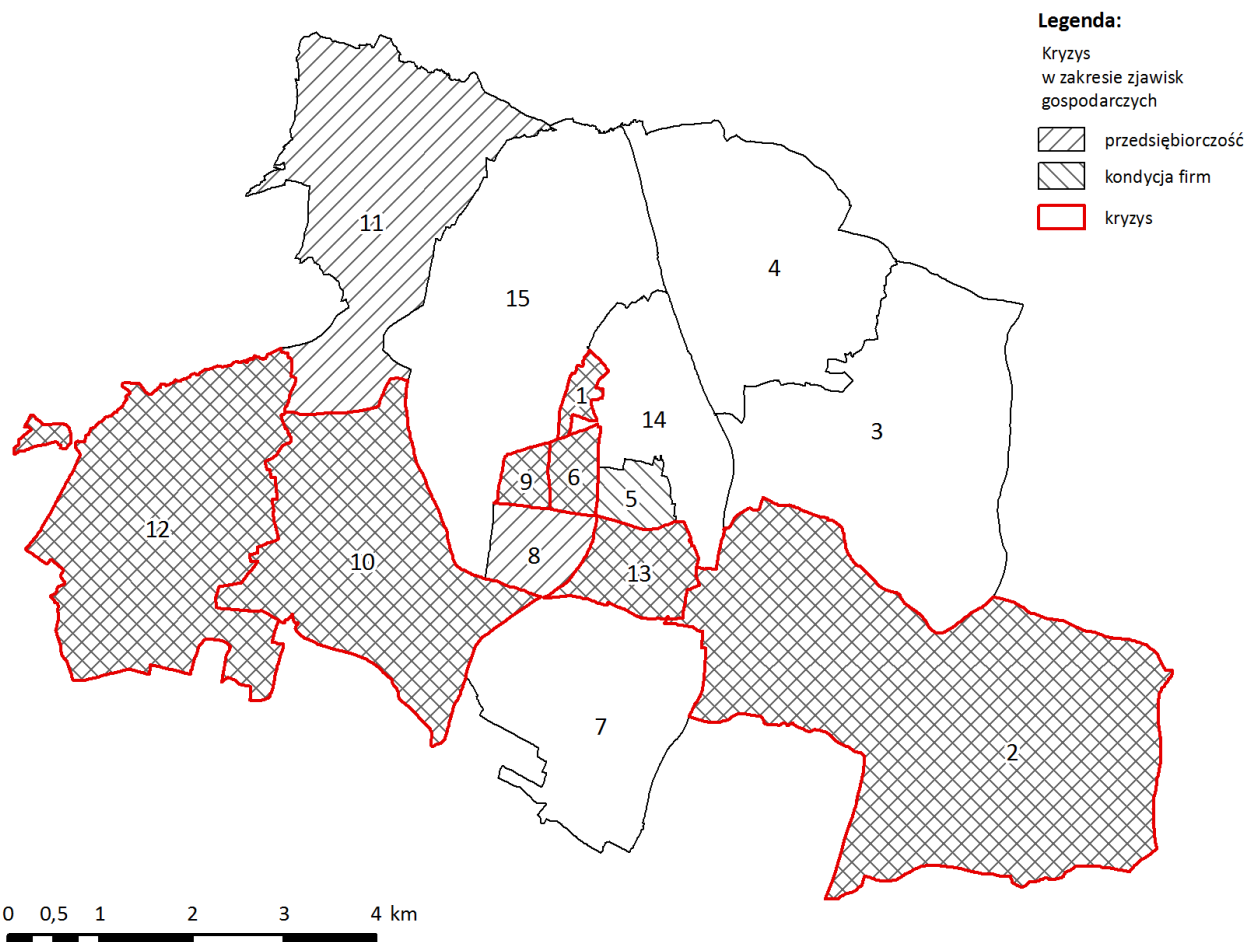 Legenda:
Kryzys
w zakresie zjawisk
gospodarczych
przedsiębiorczość
kondycja firm
kryzys
11
4
15
1
14
3
9
6
5
12
10
8
13
7
2
0 0,5 1 2 3 4 km